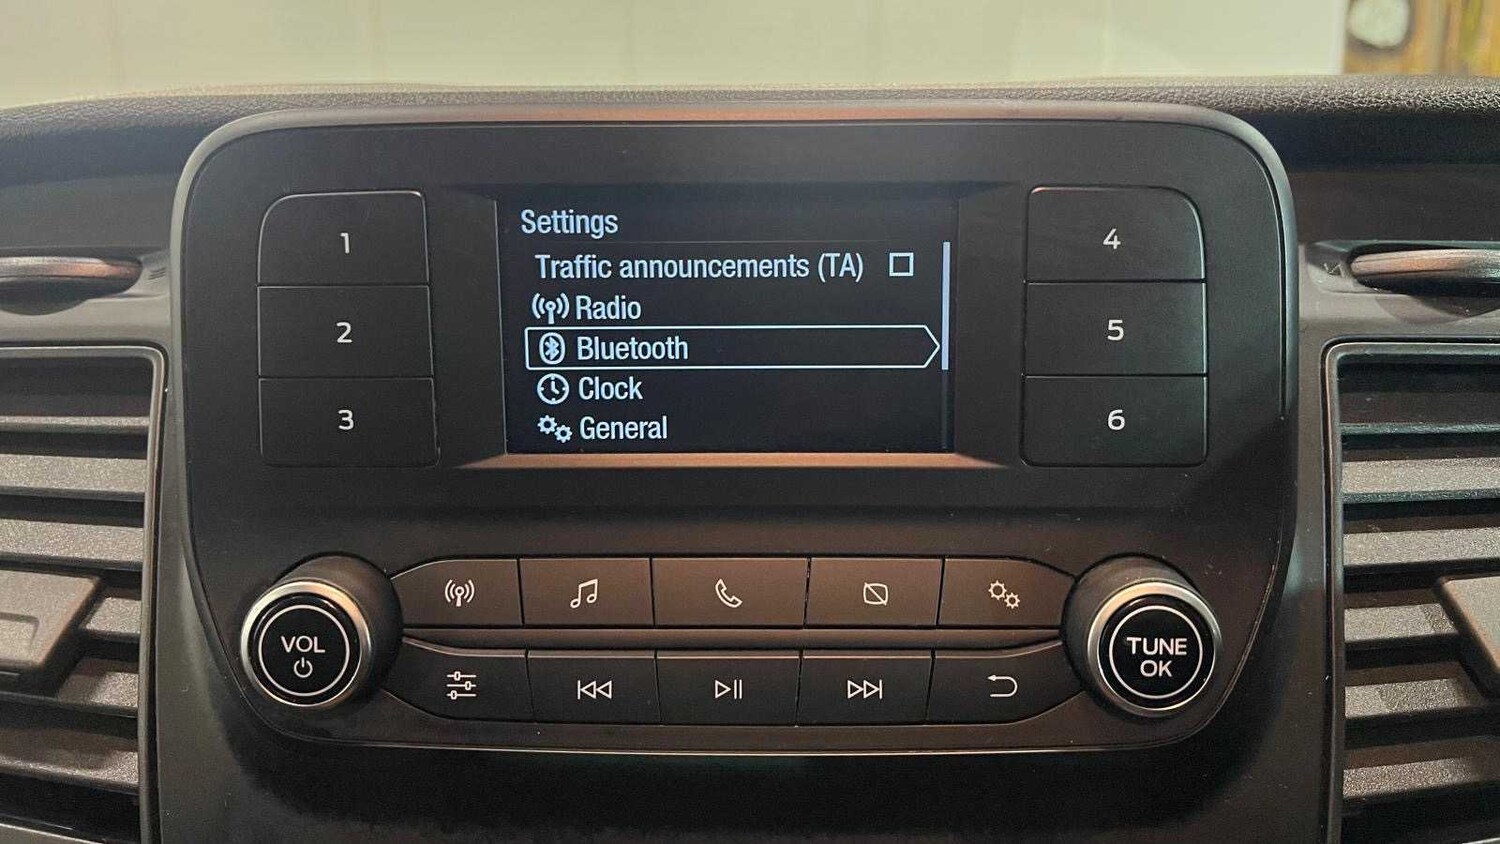 Settings
Traffic announcements (TA)
Radio
Bluetooth
Clock
General
1
2
3
4
5
6
VOL
TUNE
OK